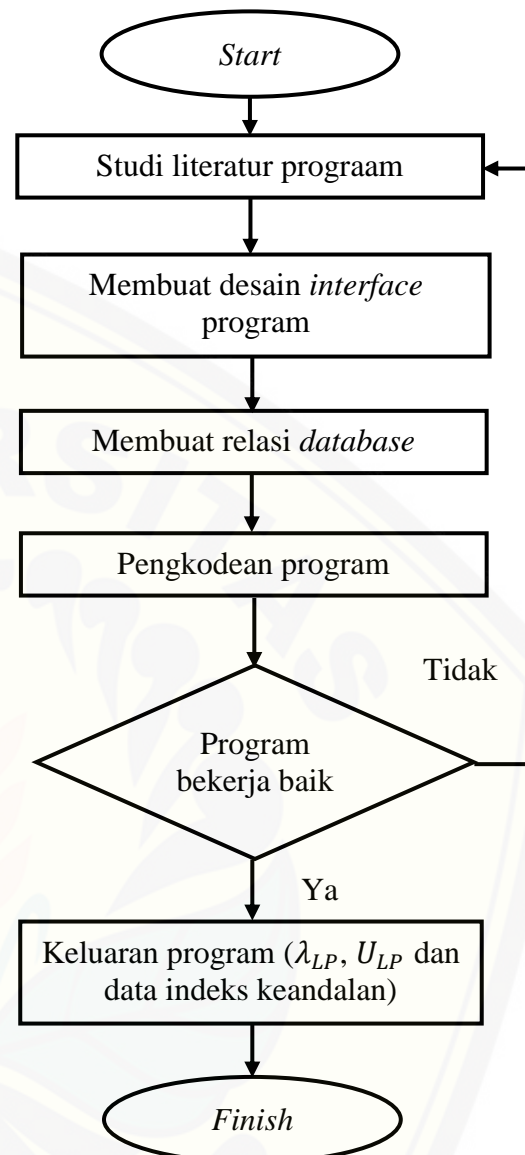 Start
Studi literatur prograam
Membuat desain interface
program
Membuat relasi database
Pengkodean program
Tidak
Program
bekerja baik
Ya
Keluaran program (λ_LP, U_LP dan
data indeks keandalan)
Finish